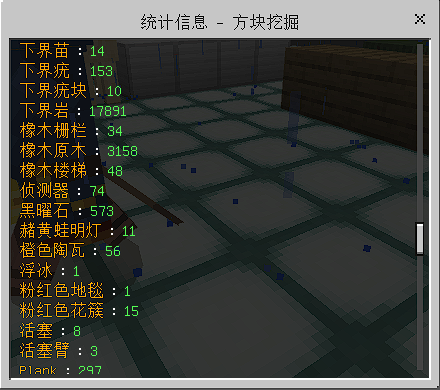 统计信息 - 方块挖掘
下界苗 : 14
下界疣 : 153
下界疣块 : 10
下界岩 : 17891
橡木栅栏 : 34
橡木原木 : 3158
橡木楼梯 : 48
侦测器 : 74
黑曜石 : 573
赭黄蛙明灯 : 11
橙色陶瓦 : 56
浮冰 : 1
粉红色地毯 : 1
粉红色花簇 : 15
活塞 : 8
活塞臂 : 3
Plank : 297